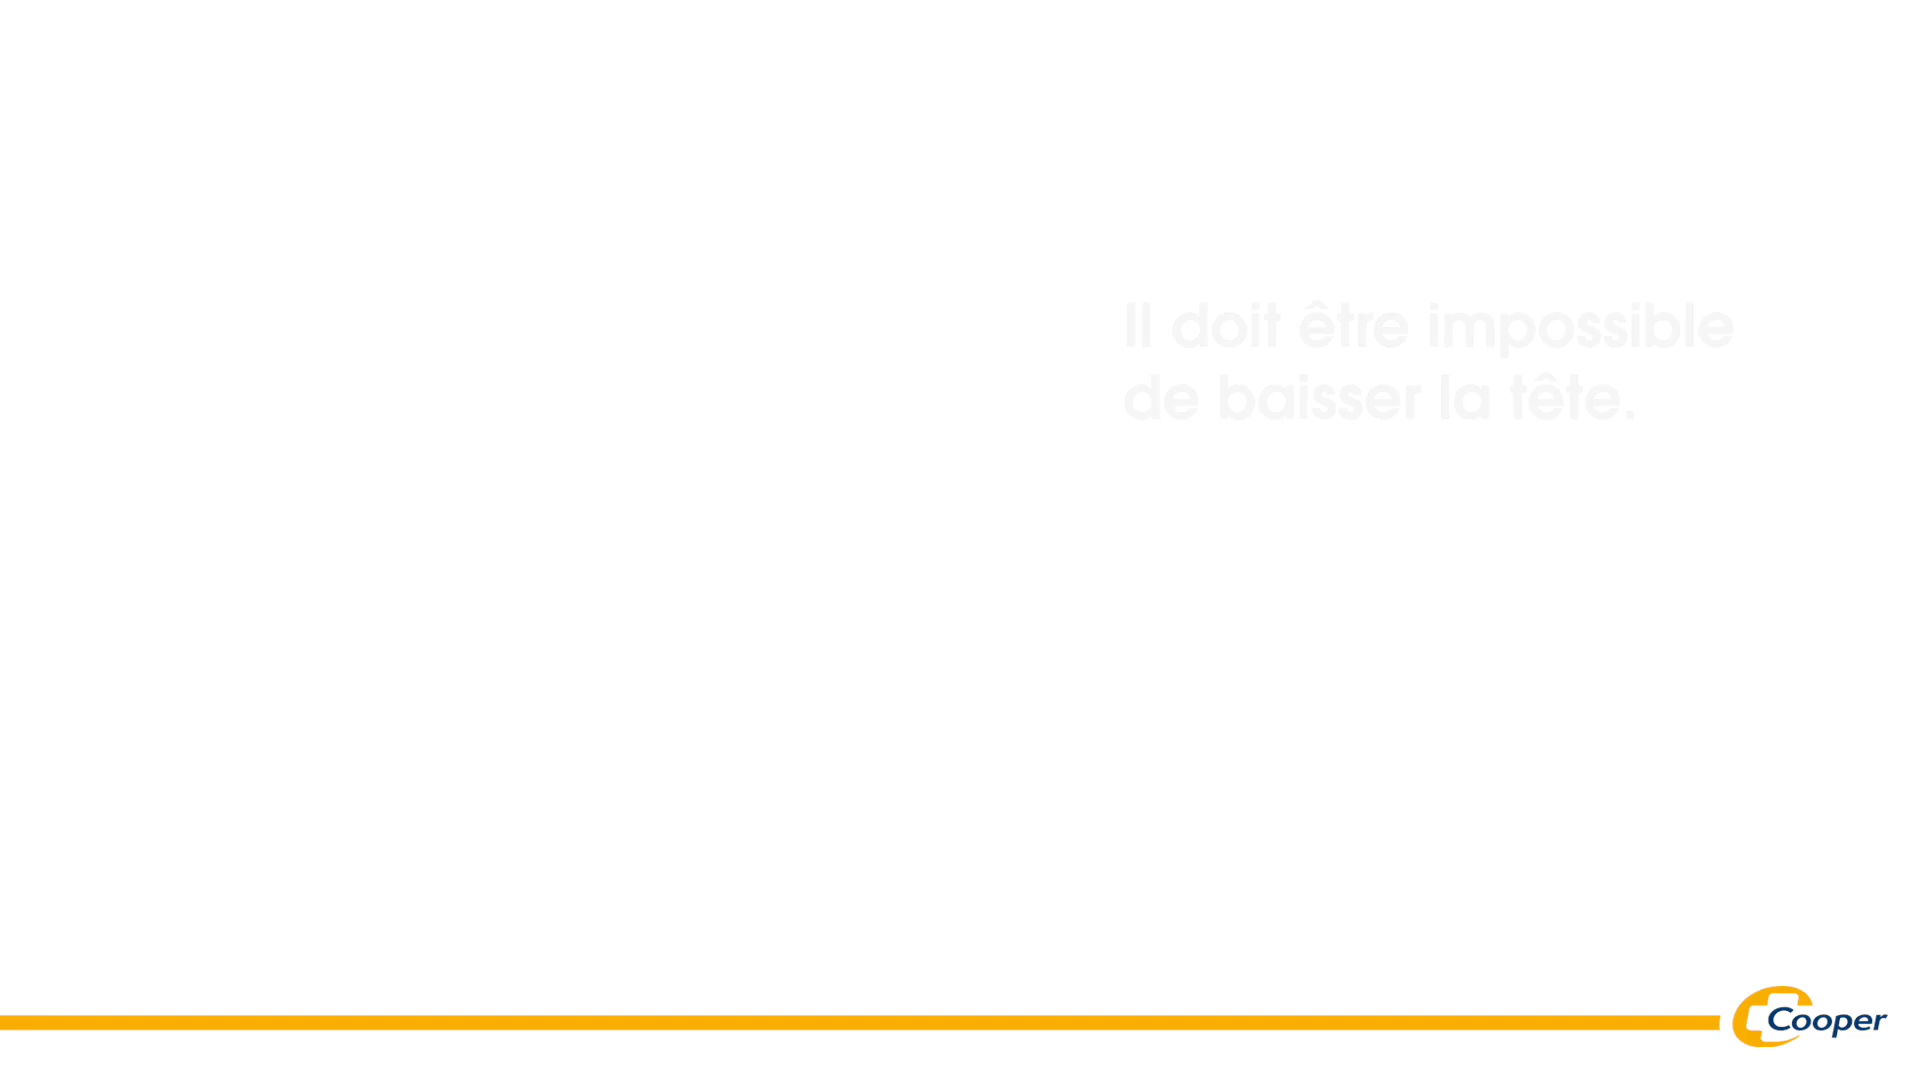 Il doit être impossible
de baisser la tête.
Cooper